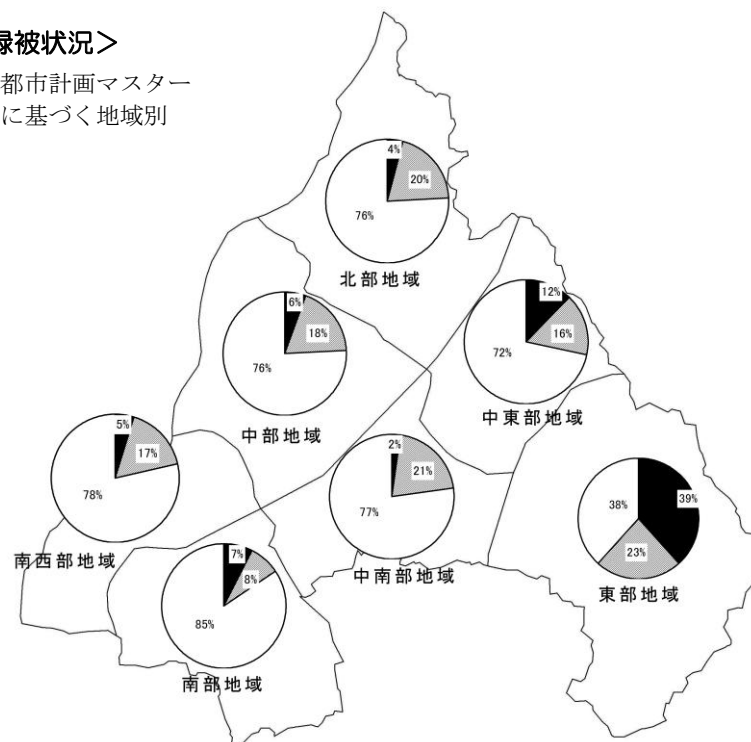 緑被状況＞
都市計画マスター
に基づく地域別
4%
20%
76%
北部地域
12%
16%
72%
中東部地域
6%
18%
76%
中部地域
5%
17%
78%
南西部地域
2%
21%
77%
中南部地域
39%
23%
38%
東部地域
7%
8%
85%
南部地域